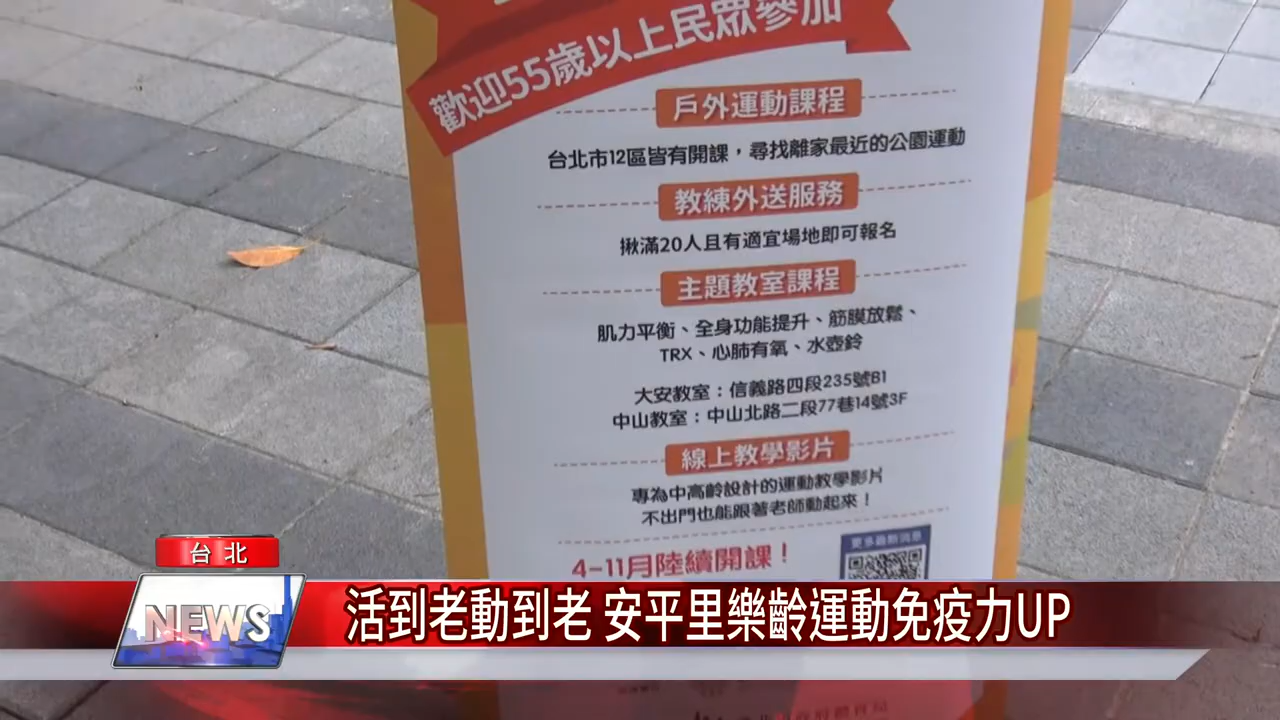 歡迎55歲以上民眾參加
戶外運動課程
台北市12區皆有開課，尋找離家最近的公園運動
教練外送服務
揪滿20人且有適宜場地即可報名
主題教室課程
肌力平衡、全身功能提升、筋膜放鬆、
TRX、心肺有氧、水壺鈴
大安教室：信義路四段235號B1
中山教室：中山北路二段77巷14號3F
線上教學影片
專為中高齡設計的運動教學影片
不出門也能跟著老師動起來！
4-11月陸續開課！
更多最新消息
台北
NEWS
活到老動到老 安平里樂齡運動免疫力UP